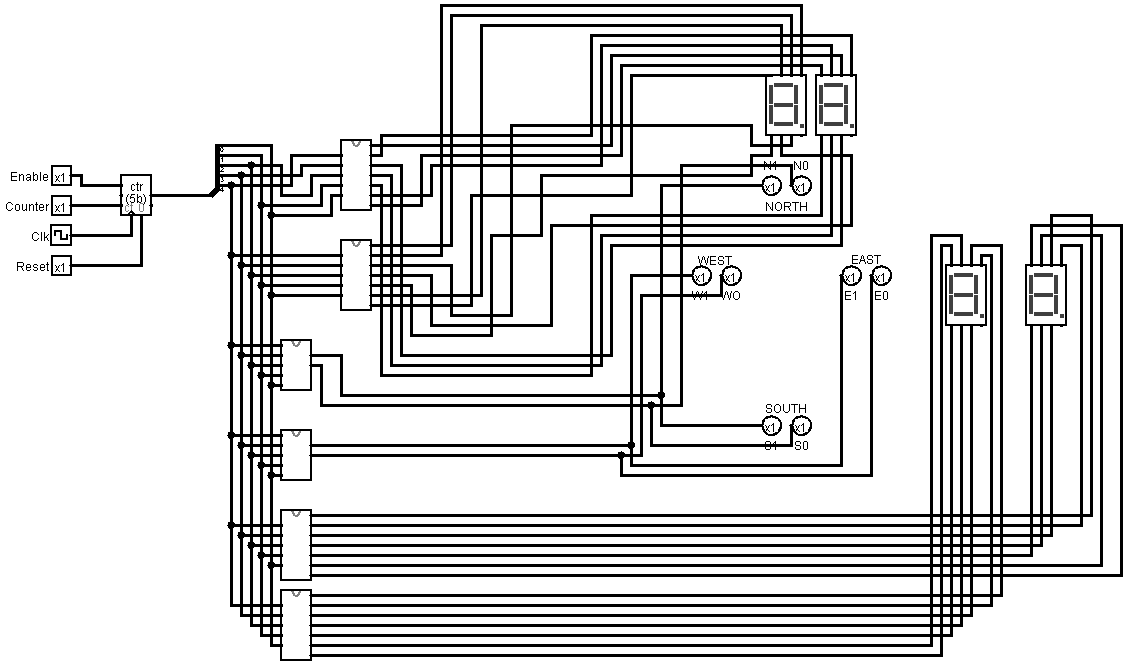 Enable x1
Counter x1
Clk
Reset x1
ctr
(5b)
N1 N0
x1 x1
NORTH
WEST
x1 x1
W1 WO
EAST
x1 x1
E1 E0
SOUTH
x1 x1
S1 S0